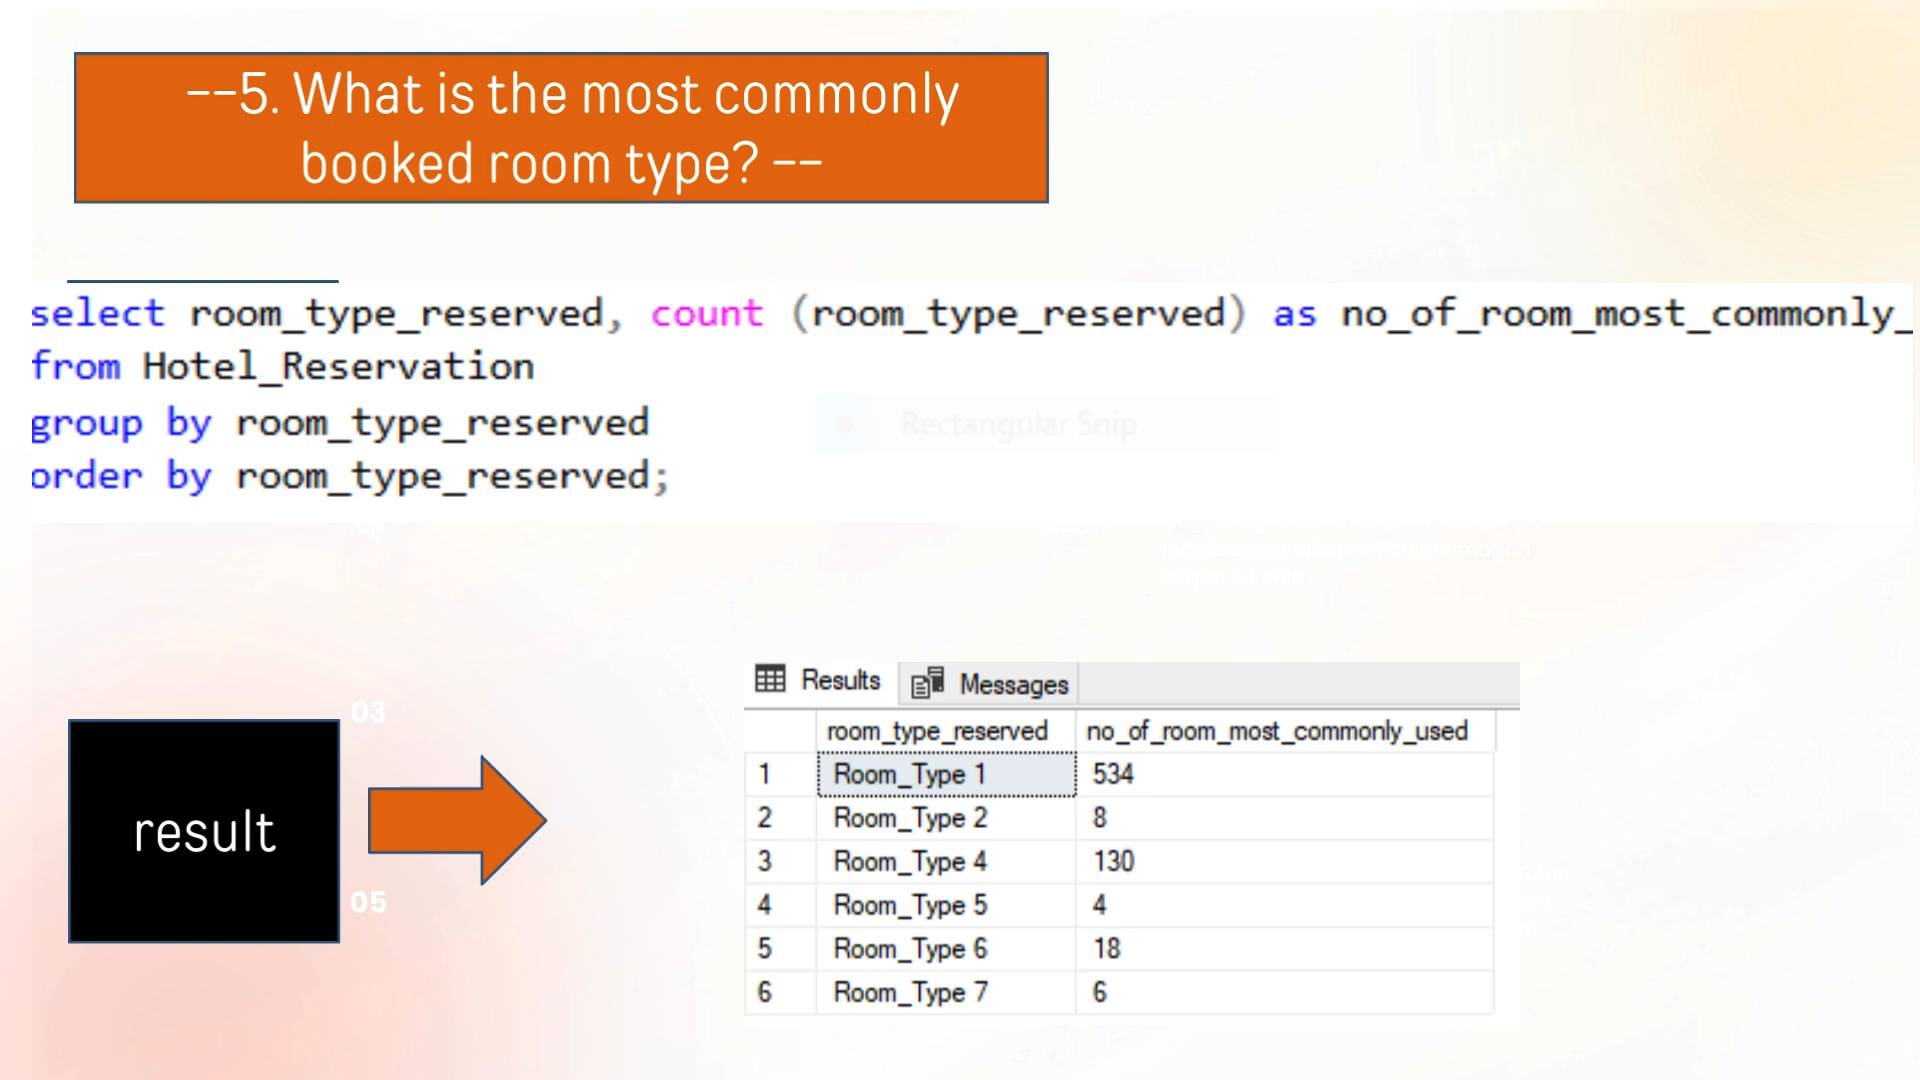 --5. What is the most commonly
booked room type? --
select room_type_reserved, count (room_type_reserved) as no_of_room_most_commonly_
from Hotel_Reservation
group by room_type_reserved
Rectangular Snip
order by room_type_reserved;
magna
03
result
05
Results Messages
room_type_reserved no_of_room_most_commonly_used
1 Room_Type 1 534
2 Room_Type 2 8
3 Room_Type 4 130
4 Room_Type 5 4
5 Room_Type 6 18
6 Room_Type 7 6